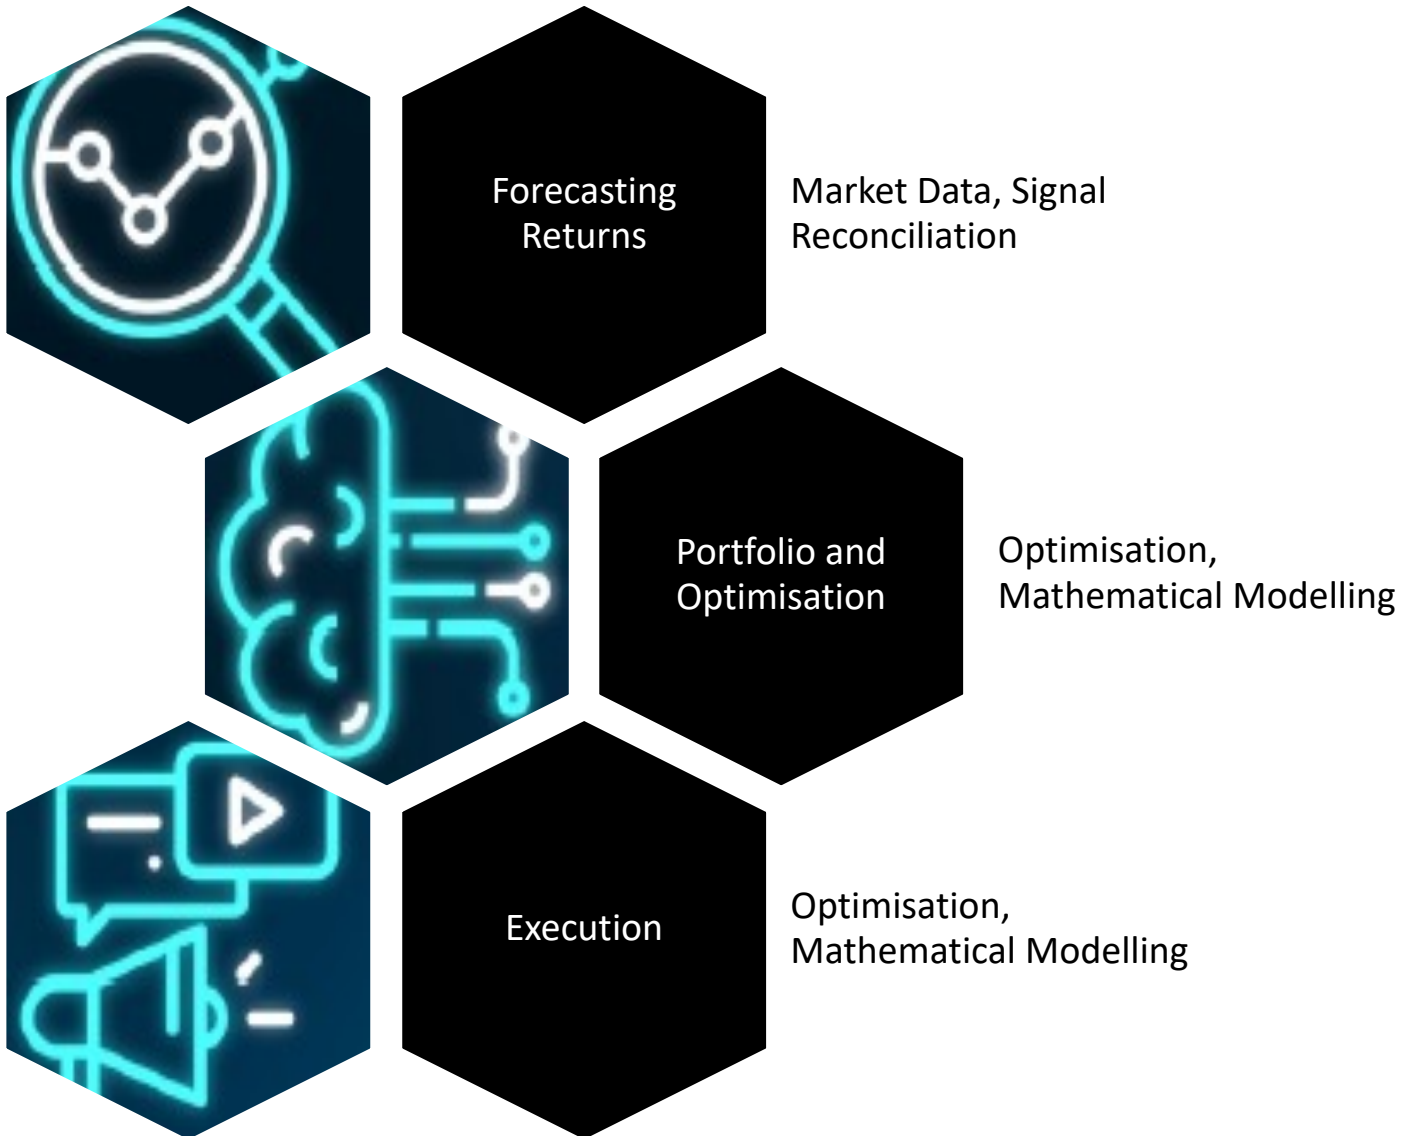 Forecasting
Returns
Market Data, Signal
Reconciliation
Portfolio and
Optimisation
Optimisation,
Mathematical Modelling
Execution
Optimisation,
Mathematical Modelling